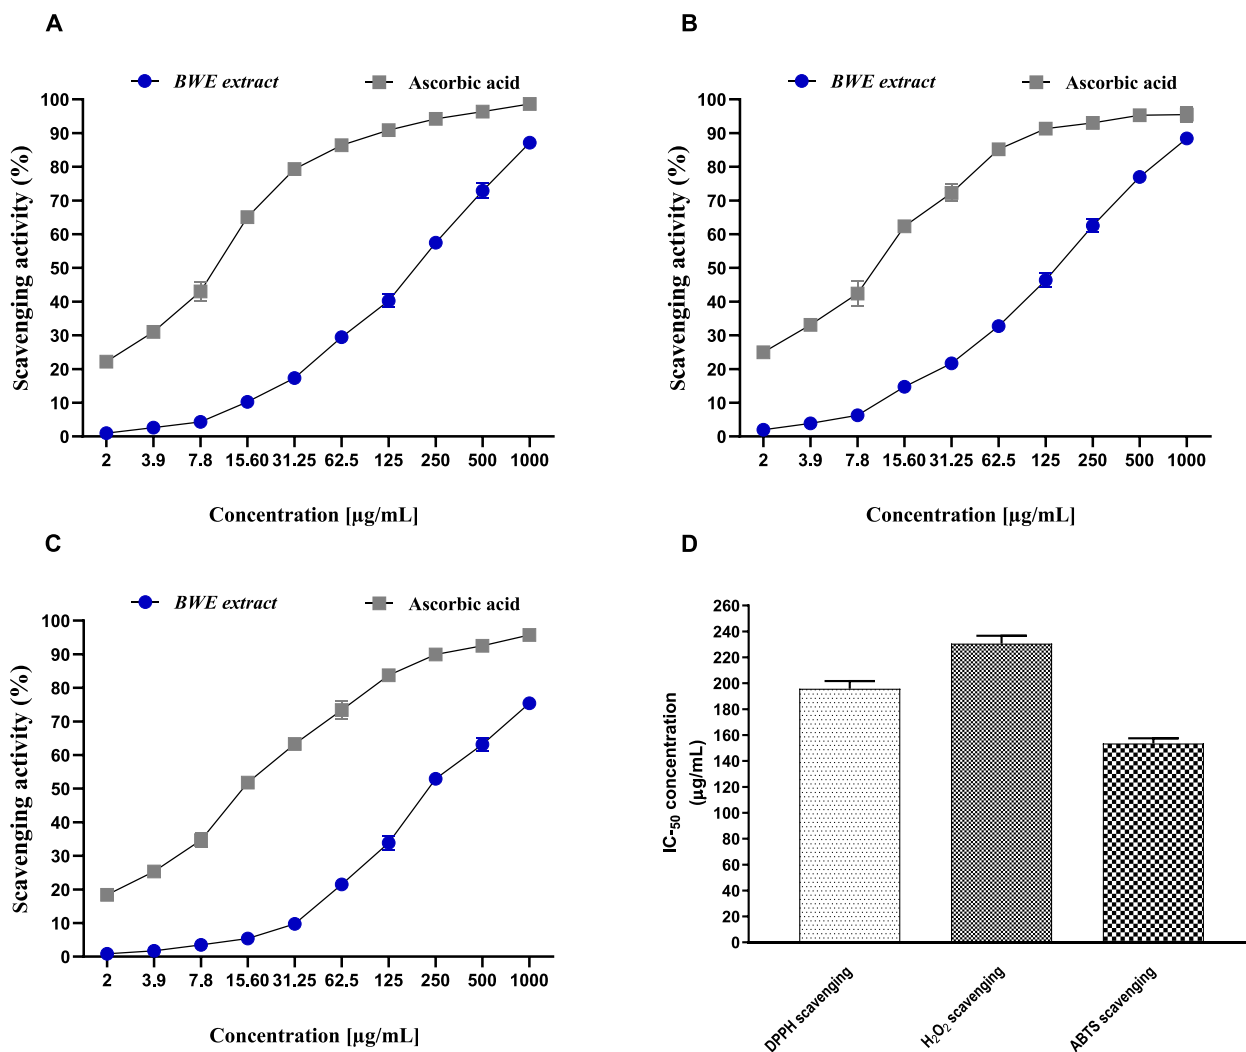 A
BWE extract
Ascorbic acid
100
90
80
70
60
50
40
30
20
10
0
Scavenging activity (%)
2 3.9 7.8 15.60 31.25 62.5 125 250 500 1000
Concentration [µg/mL]
B
BWE extract
Ascorbic acid
100
90
80
70
60
50
40
30
20
10
0
Scavenging activity (%)
2 3.9 7.8 15.60 31.25 62.5 125 250 500 1000
Concentration [µg/mL]
C
BWE extract
Ascorbic acid
100
90
80
70
60
50
40
30
20
10
0
Scavenging activity (%)
2 3.9 7.8 15.60 31.25 62.5 125 250 500 1000
Concentration [µg/mL]
D
260
240
220
200
180
160
140
120
100
80
60
40
20
0
IC-₅₀ concentration
(µg/mL)
DPPH scavenging
H₂O₂ scavenging
ABTS scavenging